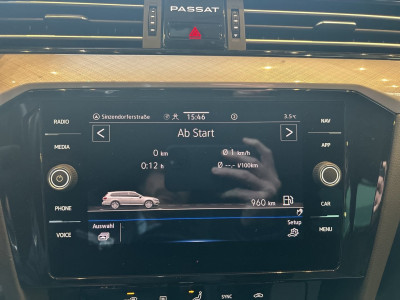 PASSAT
RADIO
MEDIA
PHONE
VOICE
Sinzendorferstraße
15:46
3.5°C
< Ab Start >
0 km
Ø 1 km/h
0:12 h
Ø --,- l/100km
960 km
Auswahl
Setup
NAV
APP
CAR
MENU
SYNC